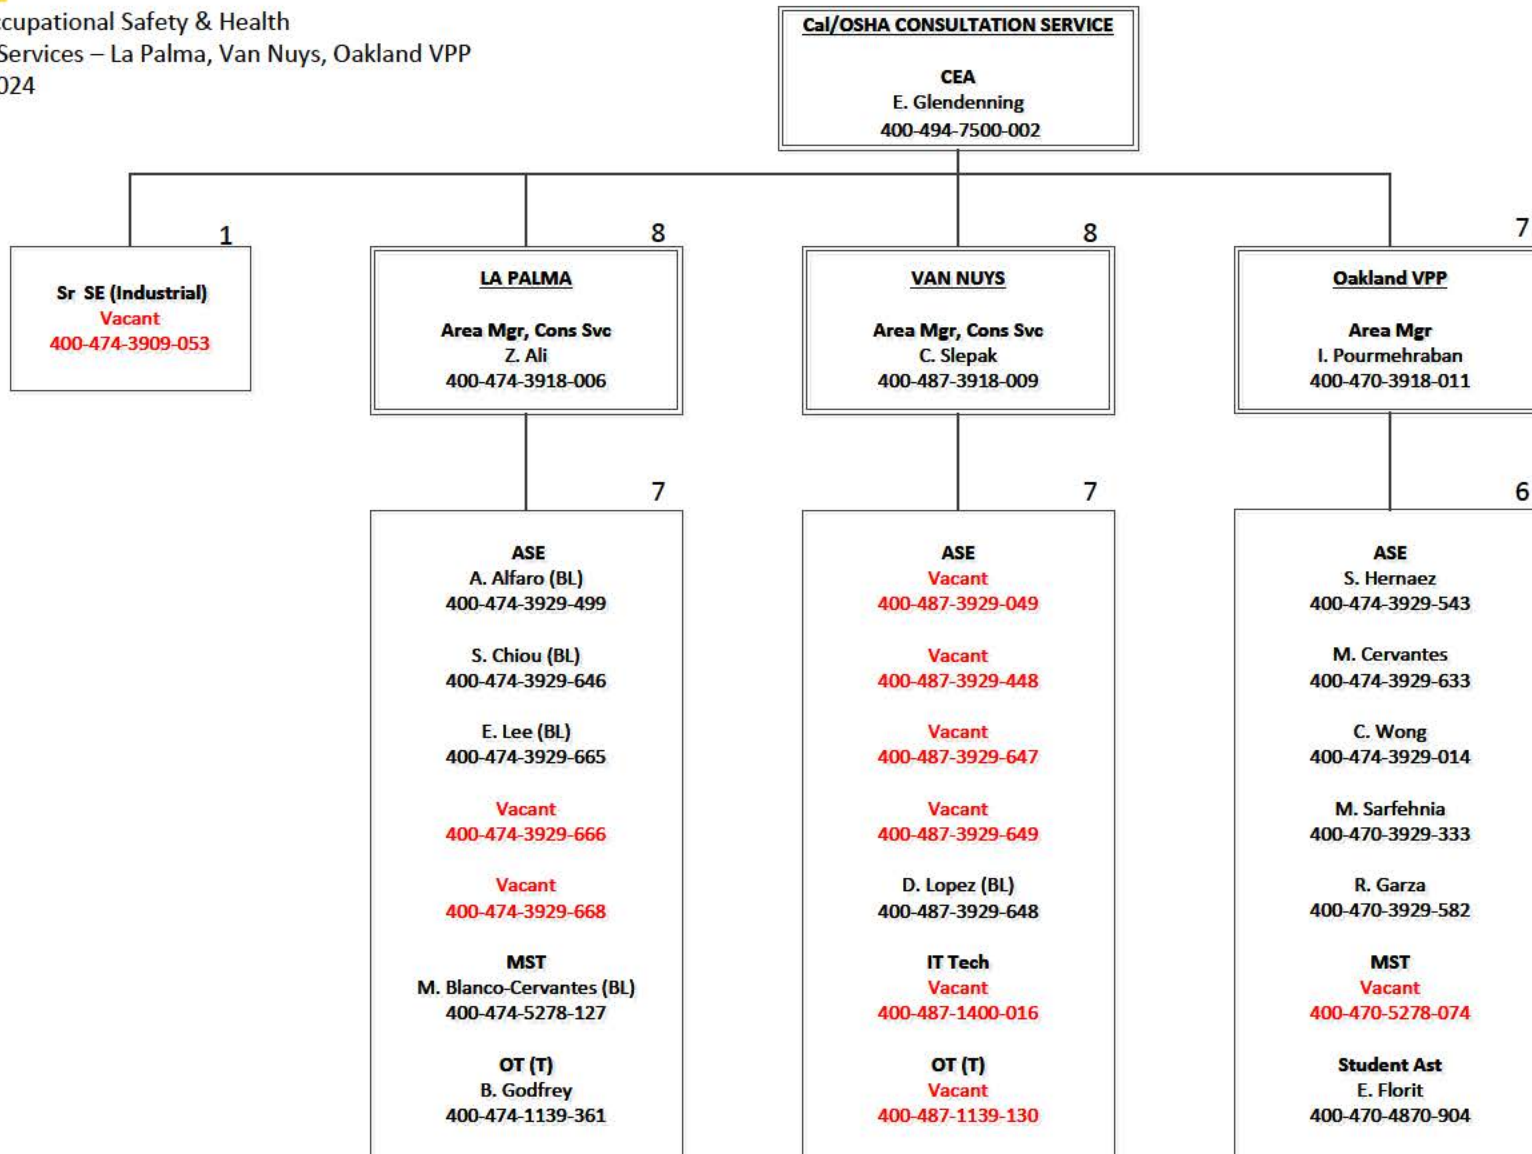 ccupational Safety & Health
Services – La Palma, Van Nuys, Oakland VPP
024
Cal/OSHA CONSULTATION SERVICE
CEA
E. Glendenning
400-494-7500-002
1
Sr SE (Industrial)
Vacant
400-474-3909-053
8
LA PALMA
Area Mgr, Cons Svc
Z. Ali
400-474-3918-006
8
VAN NUYS
Area Mgr, Cons Svc
C. Slepak
400-487-3918-009
7
Oakland VPP
Area Mgr
I. Pourmehraban
400-470-3918-011
7
ASE
A. Alfaro (BL)
400-474-3929-499
S. Chiou (BL)
400-474-3929-646
E. Lee (BL)
400-474-3929-665
Vacant
400-474-3929-666
Vacant
400-474-3929-668
MST
M. Blanco-Cervantes (BL)
400-474-5278-127
OT (T)
B. Godfrey
400-474-1139-361
7
ASE
Vacant
400-487-3929-049
Vacant
400-487-3929-448
Vacant
400-487-3929-647
Vacant
400-487-3929-649
D. Lopez (BL)
400-487-3929-648
IT Tech
Vacant
400-487-1400-016
OT (T)
Vacant
400-487-1139-130
6
ASE
S. Hernaez
400-474-3929-543
M. Cervantes
400-474-3929-633
C. Wong
400-474-3929-014
M. Sarfehnia
400-470-3929-333
R. Garza
400-470-3929-582
MST
Vacant
400-470-5278-074
Student Ast
E. Florit
400-470-4870-904